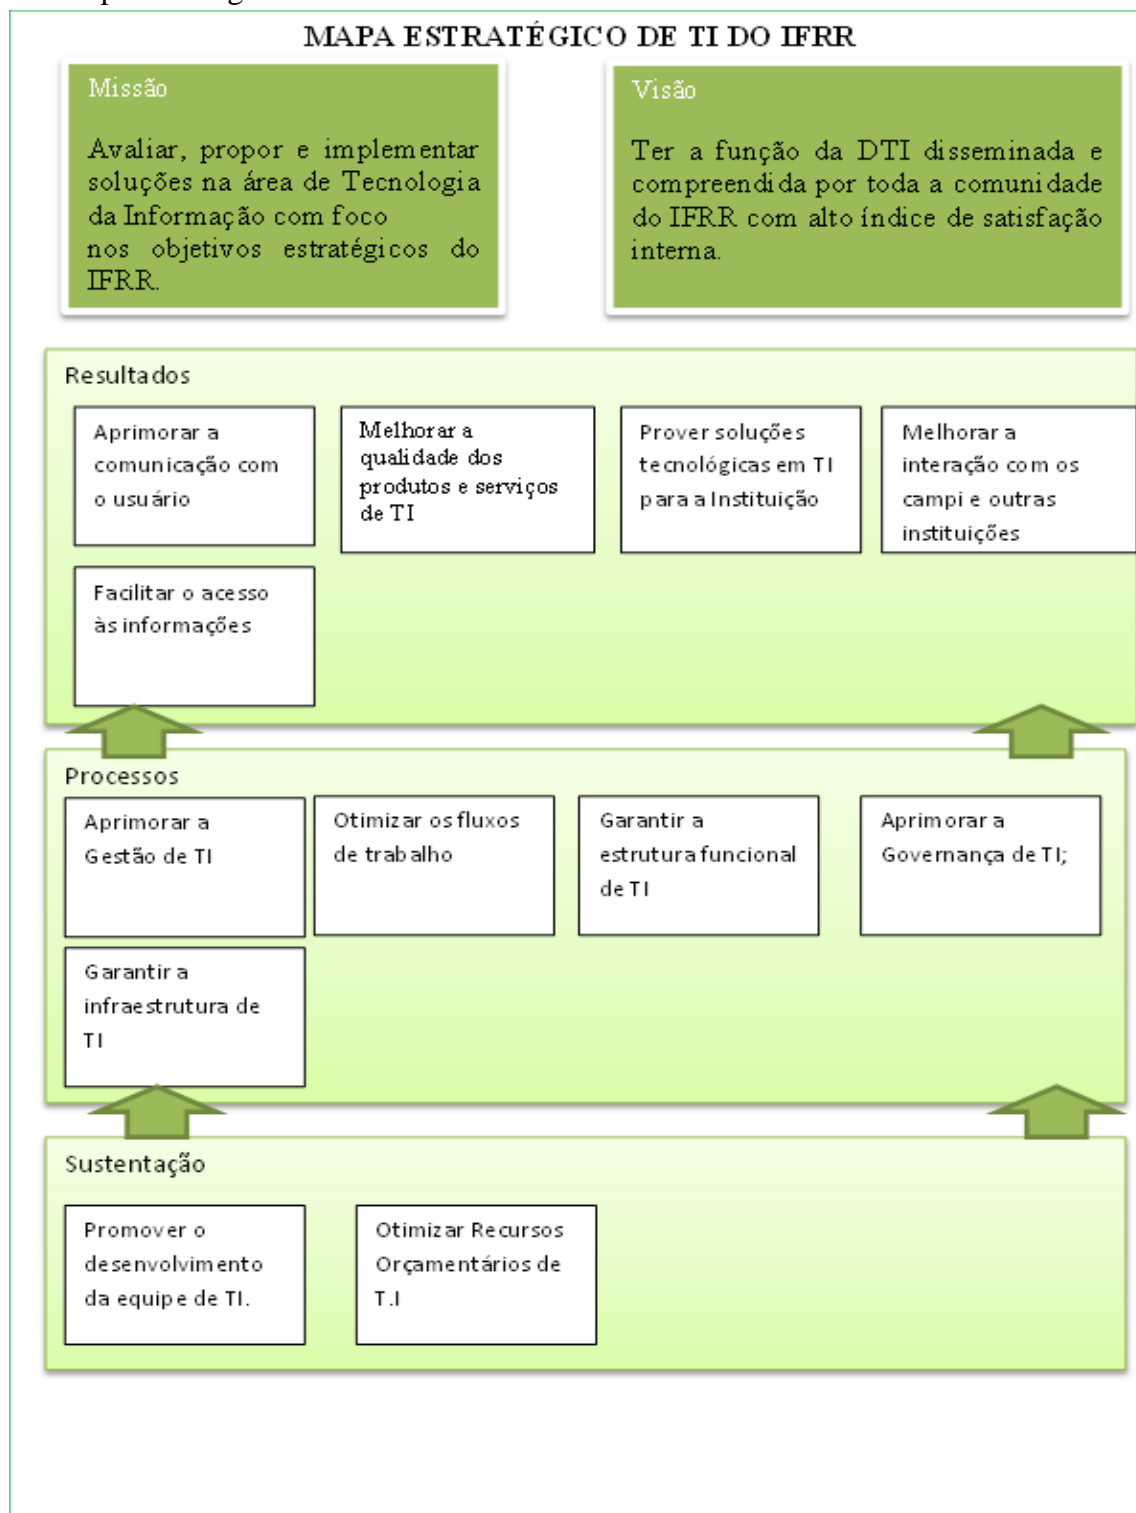 MAPA ESTRATÉGICO DE TI DO IFRR
Missão
Avaliar, propor e implementar
soluções na área de Tecnologia
da Informação com foco
nos objetivos estratégicos do
IFRR.
Visão
Ter a função da DTI disseminada e
compreendida por toda a comunidade
do IFRR com alto índice de satisfação
interna.
Resultados
Aprimorar a
comunicação com
o usuário
Melhorar a
qualidade dos
produtos e serviços
de TI
Prover soluções
tecnológicas em TI
para a Instituição
Melhorar a
interação com os
campi e outras
instituições
Facilitar o acesso
às informações
Processos
Aprimorar a
Gestão de TI
Otimizar os fluxos
de trabalho
Garantir a
estrutura funcional
de TI
Aprimorar a
Governança de TI;
Garantir a
infraestrutura de
TI
Sustentação
Promover o
desenvolvimento
da equipe de TI.
Otimizar Recursos
Orçamentários de
T.I